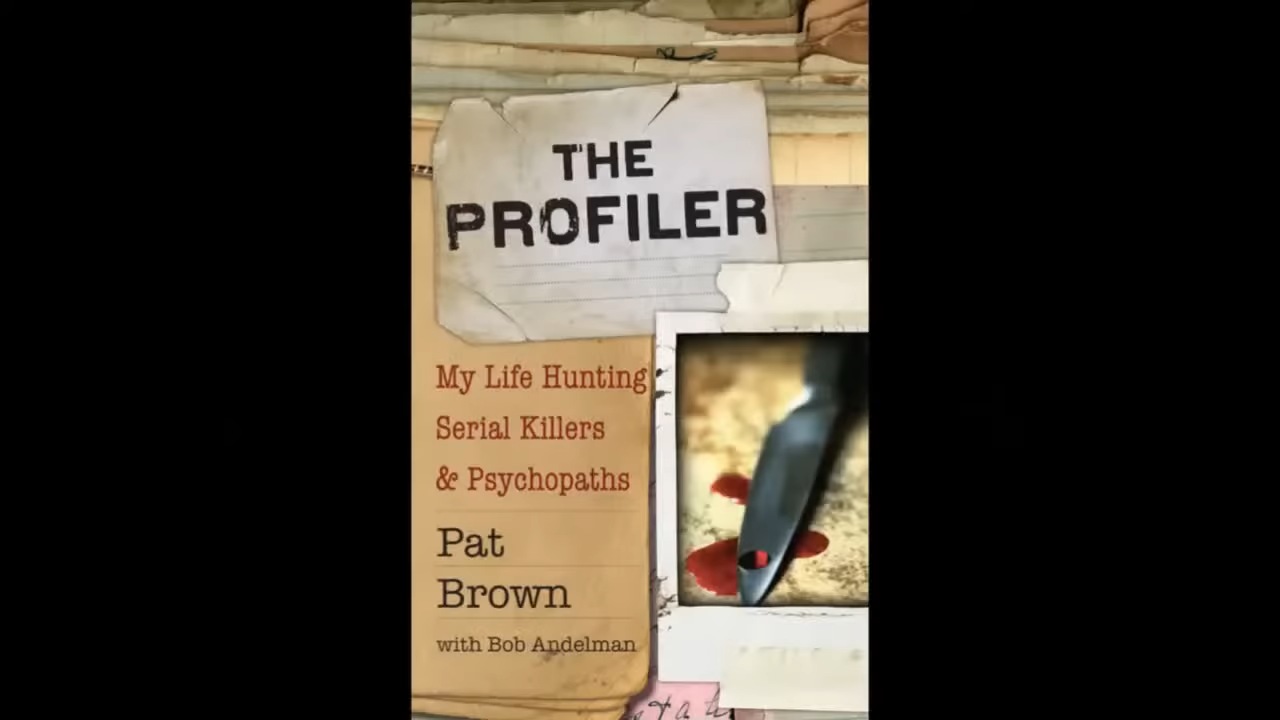 THE
PROFILER
My Life Hunting
Serial Killers
& Psychopaths
Pat
Brown
with Bob Andelman